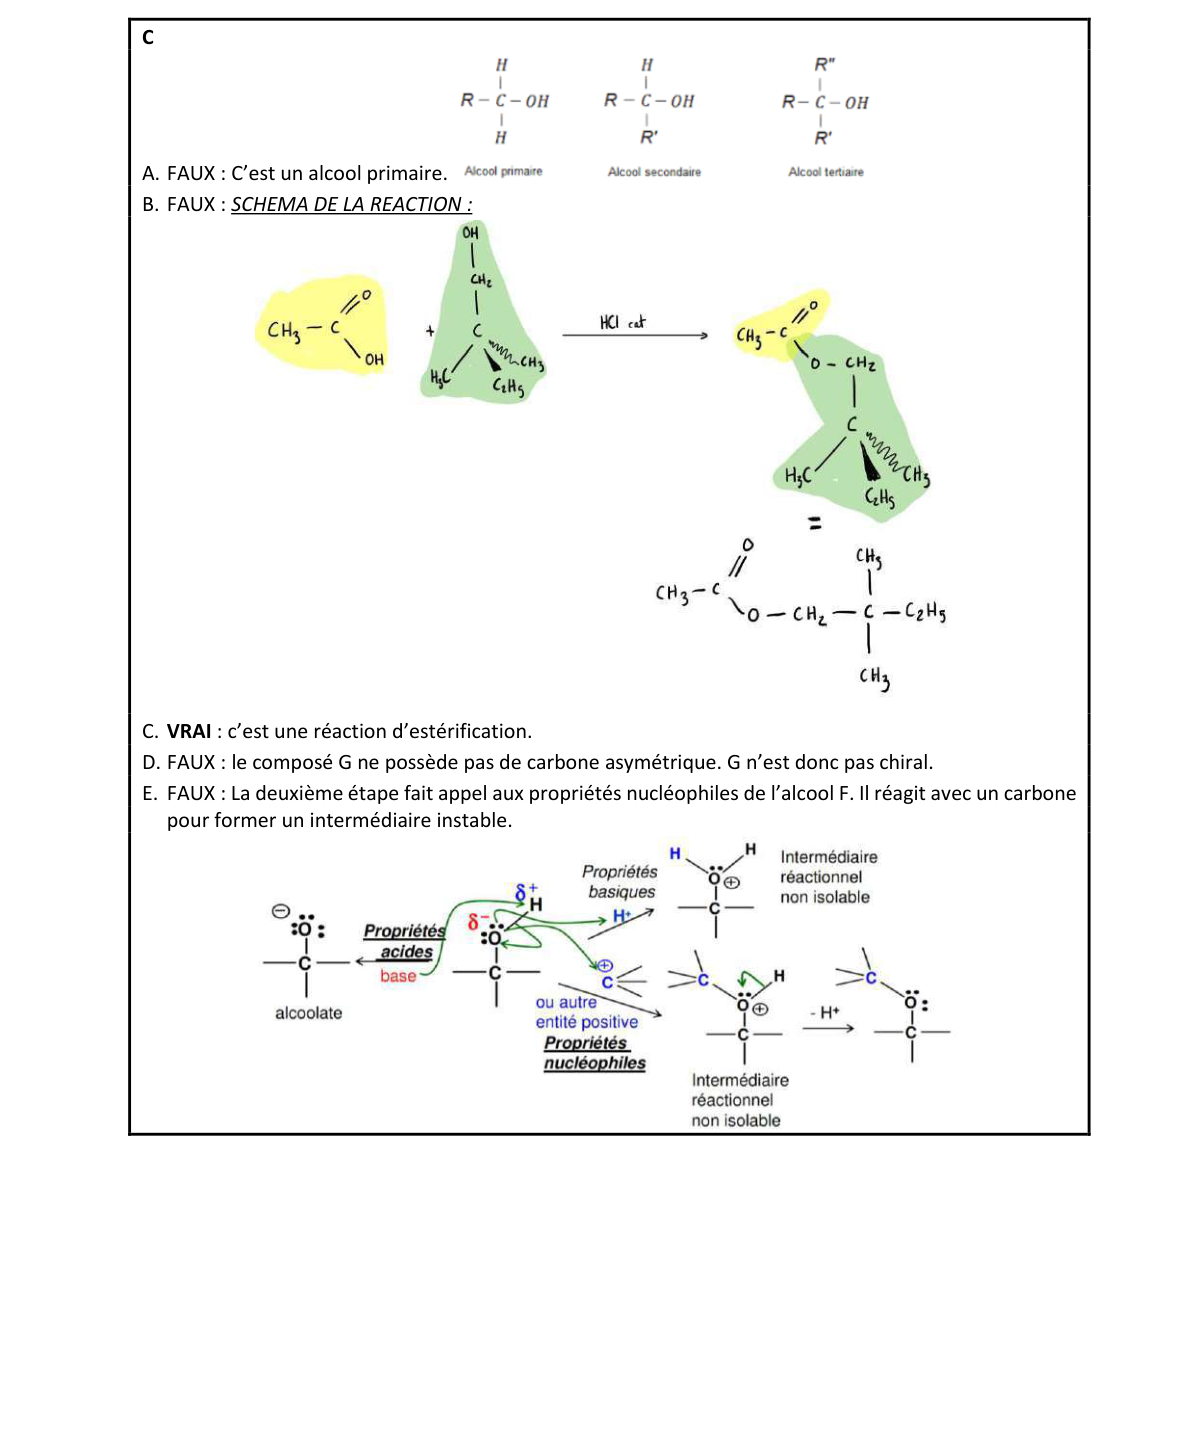 C
H H R"
R – C – OH R – C – OH R – C – OH
H R' R'
A. FAUX : C’est un alcool primaire. Alcool primaire Alcool secondaire Alcool tertiaire
B. FAUX : SCHEMA DE LA REACTION :
OH
CH2
CH3 – C O OH + C H3C C2H5 CH3
HCl cat
CH3 – C O O – CH2
C
H3C C2H5 CH3
=
O CH3
CH3 – C O – CH2 – C – C2H5
CH3
C. VRAI : c’est une réaction d’estérification.
D. FAUX : le composé G ne possède pas de carbone asymétrique. G n’est donc pas chiral.
E. FAUX : La deuxième étape fait appel aux propriétés nucléophiles de l’alcool F. Il réagit avec un carbone
pour former un intermédiaire instable.
⊖ :O: C
alcoolate
Propriétés
acides
base
δ+ H
δ– :O
C
Propriétés
basiques
H+
H H
O ⊕
C
Intermédiaire
réactionnel
non isolable
⊕
C
ou autre
entité positive
Propriétés
nucléophiles
C H
O ⊕
C
Intermédiaire
réactionnel
non isolable
- H+
C
O:
C